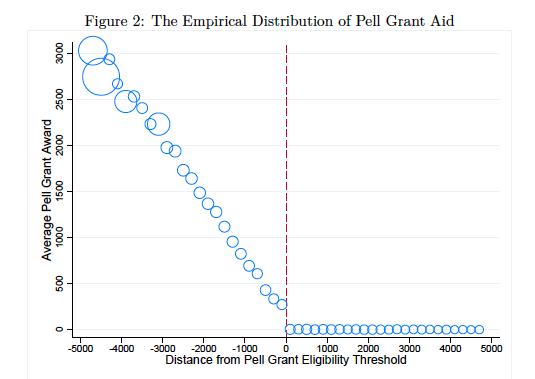 Figure 2: The Empirical Distribution of Pell Grant Aid
Average Pell Grant Award
3000
2500
2000
1500
1000
500
0
-5000 -4000 -3000 -2000 -1000 0 1000 2000 3000 4000 5000
Distance from Pell Grant Eligibility Threshold